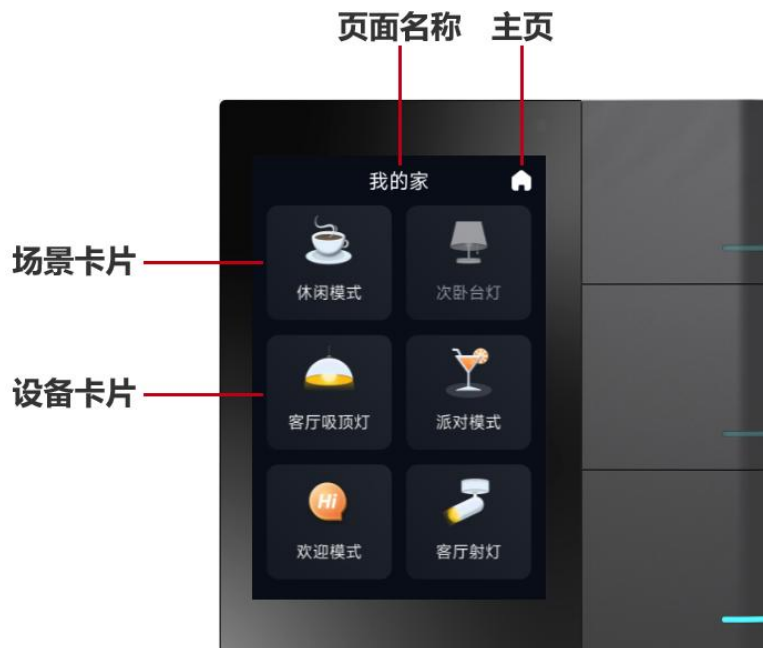 页面名称 主页
我的家
场景卡片
休闲模式 次卧台灯
设备卡片
客厅吸顶灯 派对模式
Hi
欢迎模式 客厅射灯